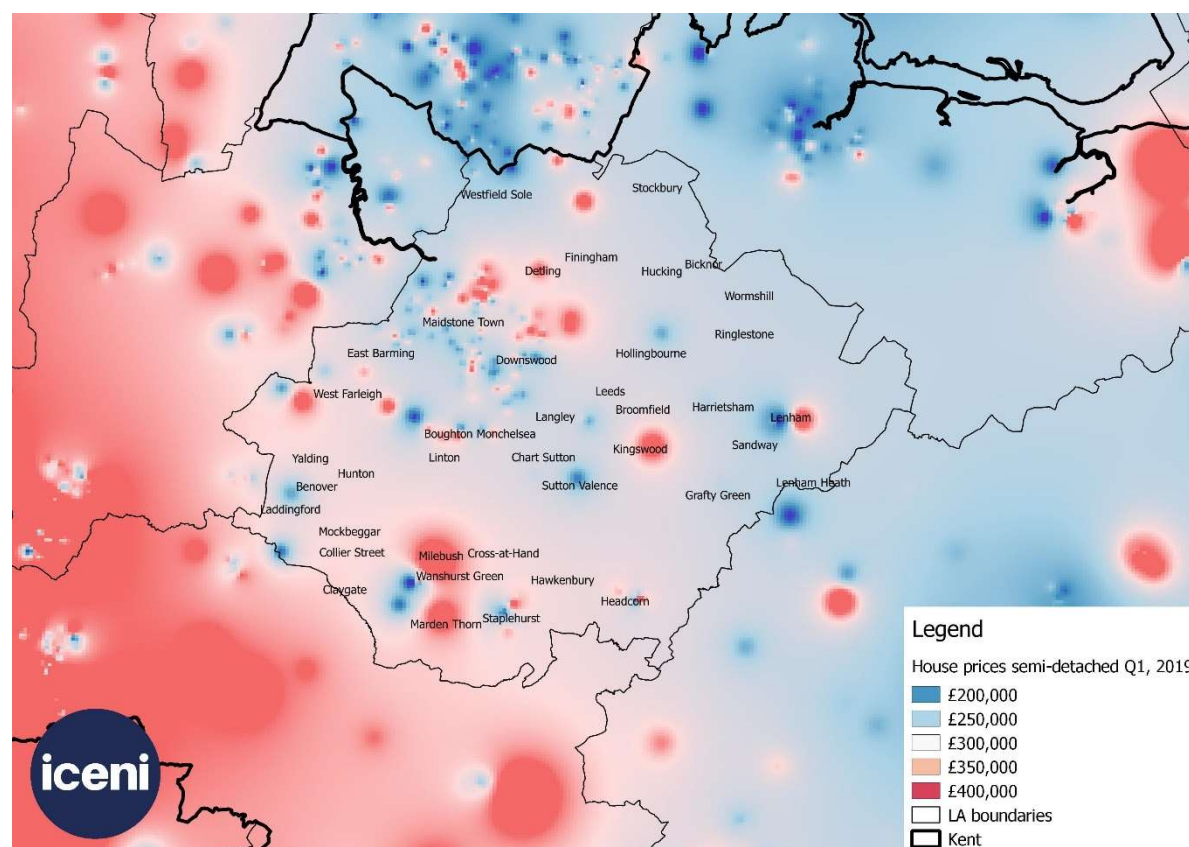 Westfield Sole
Stockbury
Finingham
Detling
Hucking
Bicknor
Wormshill
Maidstone Town
Ringlestone
East Barming
Downswood
Hollingbourne
West Farleigh
Leeds
Langley
Broomfield
Harrietsham
Lenham
Boughton Monchelsea
Kingswood
Sandway
Yalding
Linton
Chart Sutton
Hunton
Benover
Sutton Valence
Lenham Heath
Grafty Green
Laddingford
Mockbeggar
Collier Street
Milebush
Cross-at-Hand
Wanshurst Green
Hawkenbury
Claygate
Headcorn
Marden Thorn
Staplehurst
iceni
Legend
House prices semi-detached Q1, 2019
£200,000
£250,000
£300,000
£350,000
£400,000
LA boundaries
Kent